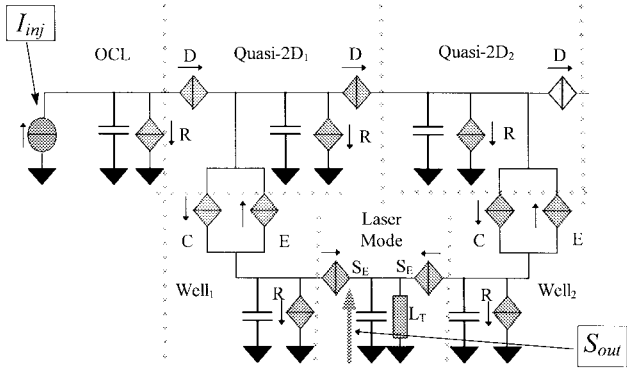 I_inj
OCL
D
Quasi-2D₁
D
Quasi-2D₂
D
R
R
R
C
E
Laser
Mode
C
E
S_E
S_E
Well₁
R
L_T
R
Well₂
S_out